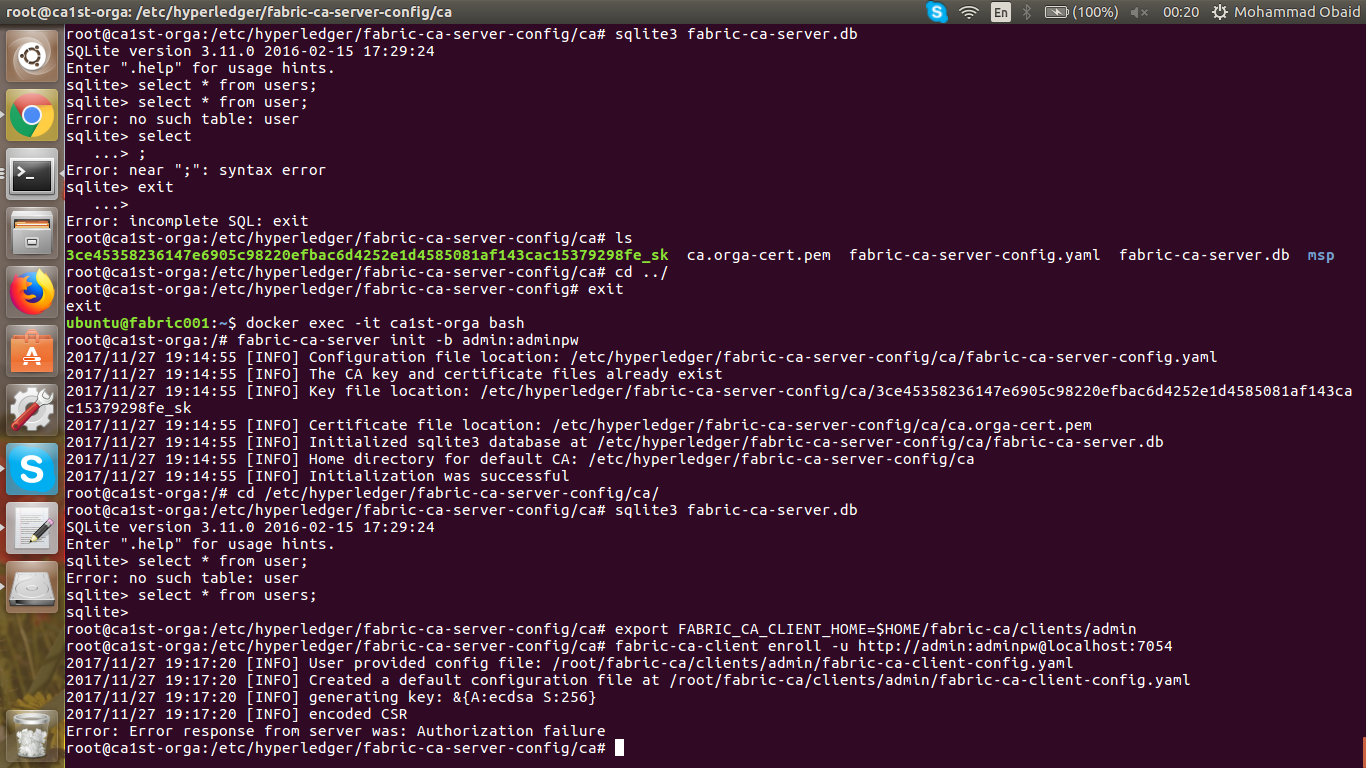 root@ca1st-orga: /etc/hyperledger/fabric-ca-server-config/ca
En
(100%)
00:20
Mohammad Obaid
root@ca1st-orga:/etc/hyperledger/fabric-ca-server-config/ca# sqlite3 fabric-ca-server.db
SQLite version 3.11.0 2016-02-15 17:29:24
Enter ".help" for usage hints.
sqlite> select * from users;
sqlite> select * from user;
Error: no such table: user
sqlite> select
   ...> ;
Error: near ";": syntax error
sqlite> exit
   ...>
Error: incomplete SQL: exit
root@ca1st-orga:/etc/hyperledger/fabric-ca-server-config/ca# ls
3ce45358236147e6905c98220efbac6d4252e1d4585081af143cac15379298fe_sk  ca.orga-cert.pem  fabric-ca-server-config.yaml  fabric-ca-server.db  msp
root@ca1st-orga:/etc/hyperledger/fabric-ca-server-config/ca# cd ../
root@ca1st-orga:/etc/hyperledger/fabric-ca-server-config# exit
exit
ubuntu@fabric001:~$ docker exec -it ca1st-orga bash
root@ca1st-orga:/# fabric-ca-server init -b admin:adminpw
2017/11/27 19:14:55 [INFO] Configuration file location: /etc/hyperledger/fabric-ca-server-config/ca/fabric-ca-server-config.yaml
2017/11/27 19:14:55 [INFO] The CA key and certificate files already exist
2017/11/27 19:14:55 [INFO] Key file location: /etc/hyperledger/fabric-ca-server-config/ca/3ce45358236147e6905c98220efbac6d4252e1d4585081af143ca
c15379298fe_sk
2017/11/27 19:14:55 [INFO] Certificate file location: /etc/hyperledger/fabric-ca-server-config/ca/ca.orga-cert.pem
2017/11/27 19:14:55 [INFO] Initialized sqlite3 database at /etc/hyperledger/fabric-ca-server-config/ca/fabric-ca-server.db
2017/11/27 19:14:55 [INFO] Home directory for default CA: /etc/hyperledger/fabric-ca-server-config/ca
2017/11/27 19:14:55 [INFO] Initialization was successful
root@ca1st-orga:/# cd /etc/hyperledger/fabric-ca-server-config/ca/
root@ca1st-orga:/etc/hyperledger/fabric-ca-server-config/ca# sqlite3 fabric-ca-server.db
SQLite version 3.11.0 2016-02-15 17:29:24
Enter ".help" for usage hints.
sqlite> select * from user;
Error: no such table: user
sqlite> select * from users;
sqlite>
root@ca1st-orga:/etc/hyperledger/fabric-ca-server-config/ca# export FABRIC_CA_CLIENT_HOME=$HOME/fabric-ca/clients/admin
root@ca1st-orga:/etc/hyperledger/fabric-ca-server-config/ca# fabric-ca-client enroll -u http://admin:adminpw@localhost:7054
2017/11/27 19:17:20 [INFO] User provided config file: /root/fabric-ca/clients/admin/fabric-ca-client-config.yaml
2017/11/27 19:17:20 [INFO] Created a default configuration file at /root/fabric-ca/clients/admin/fabric-ca-client-config.yaml
2017/11/27 19:17:20 [INFO] generating key: &{A:ecdsa S:256}
2017/11/27 19:17:20 [INFO] encoded CSR
Error: Error response from server was: Authorization failure
root@ca1st-orga:/etc/hyperledger/fabric-ca-server-config/ca#